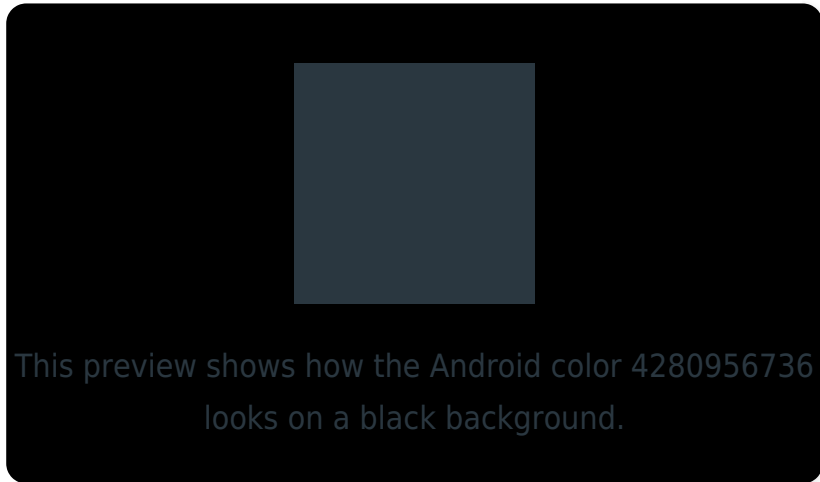 This preview shows how the Android color 4280956736
looks on a black background.